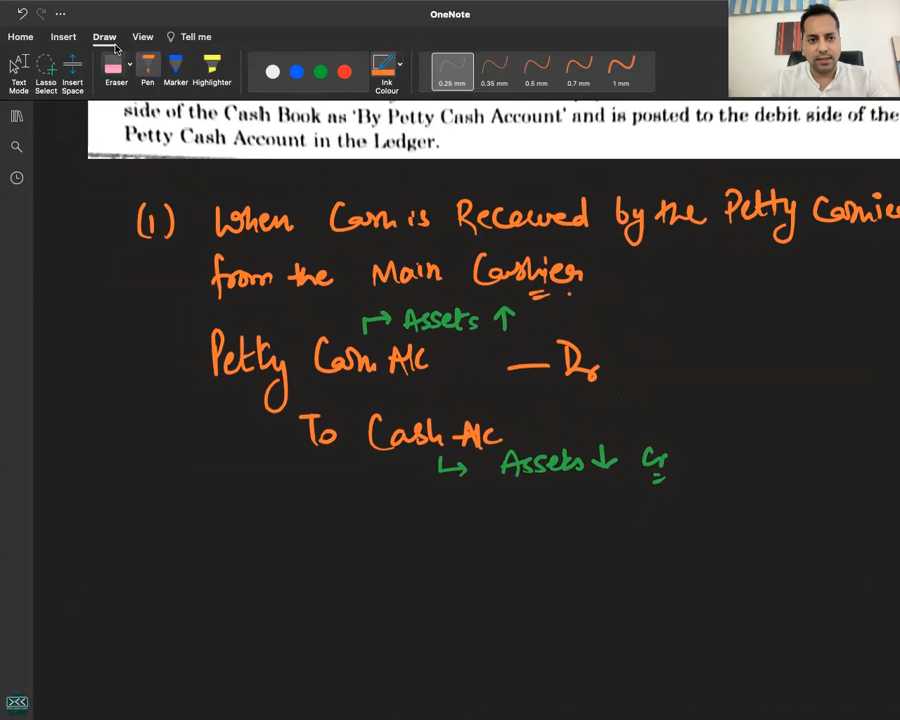 OneNote
Home Insert Draw View Tell me
Text Mode Lasso Select Insert Space Eraser Pen Marker Highlighter Ink Colour 0.25 mm 0.35 mm 0.5 mm 0.7 mm 1 mm
side of the Cash Book as 'By Petty Cash Account' and is posted to the debit side of the
Petty Cash Account in the Ledger.
(1) When Cash is Received by the Petty Cashie
from the Main Cashier
↦ Assets ↑
Petty Cash A/c — Dr
To Cash A/c
↳ Assets ↓ Cr